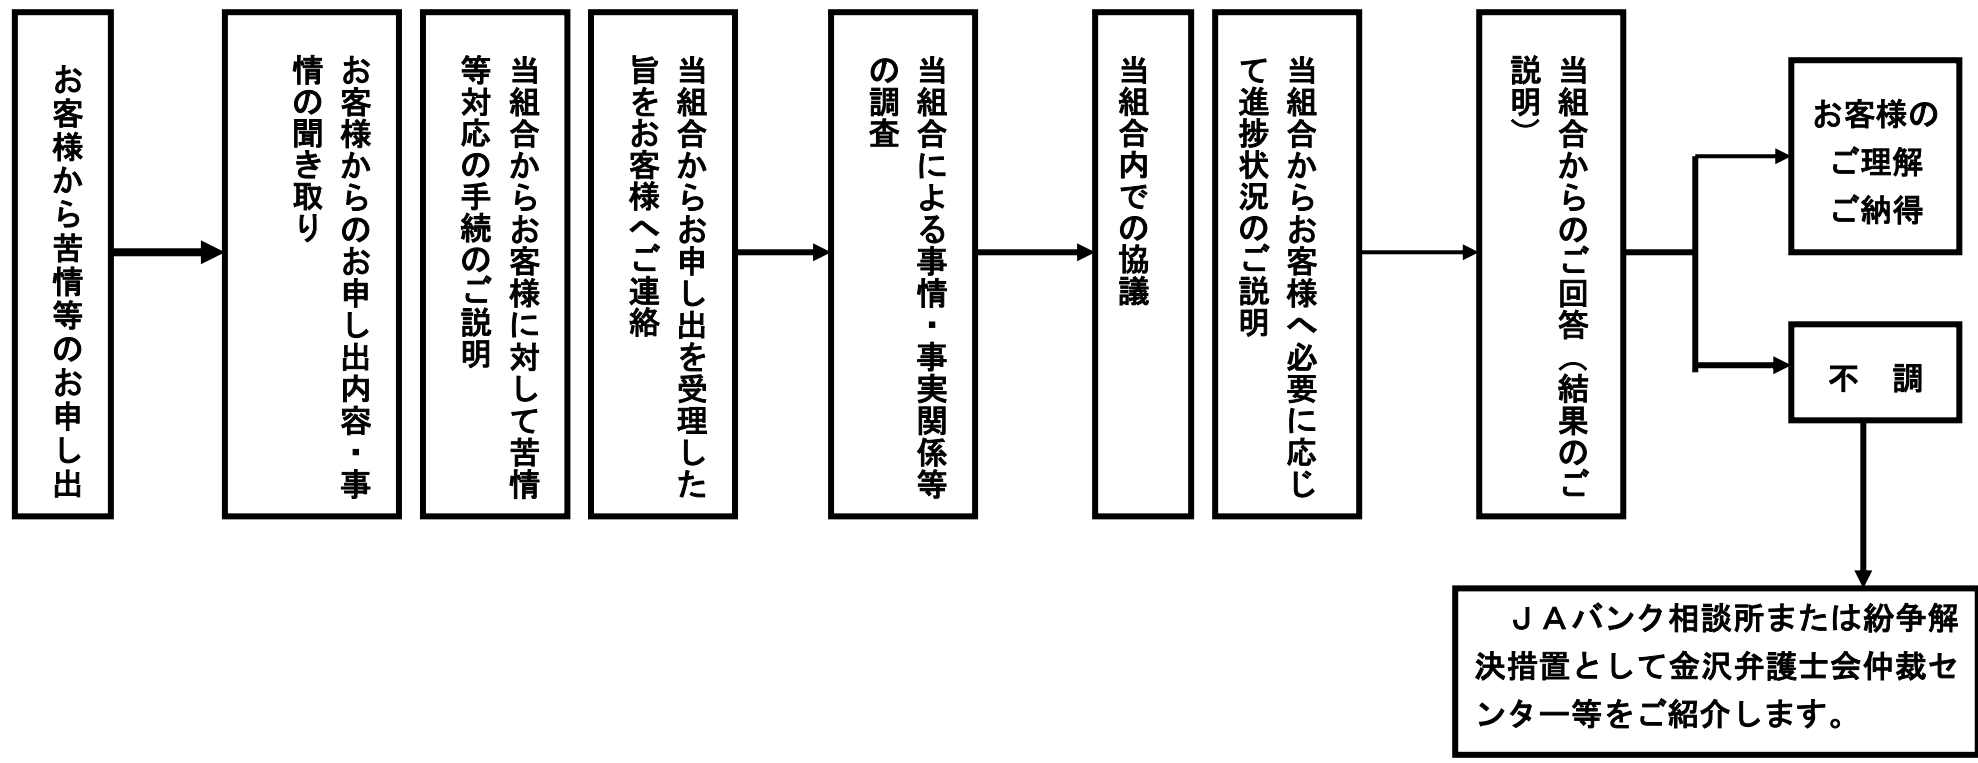 お客様から苦情等のお申し出
お客様からのお申し出内容・事
情の聞き取り
当組合からお客様に対して苦情
等対応の手続のご説明
当組合からお申し出を受理した
旨をお客様へご連絡
当組合による事情・事実関係等
の調査
当組合内での協議
当組合からお客様へ必要に応じ
て進捗状況のご説明
当組合からのご回答（結果のご
説明）
お客様の
ご理解
ご納得
不　調
ＪＡバンク相談所または紛争解
決措置として金沢弁護士会仲裁セ
ンター等をご紹介します。